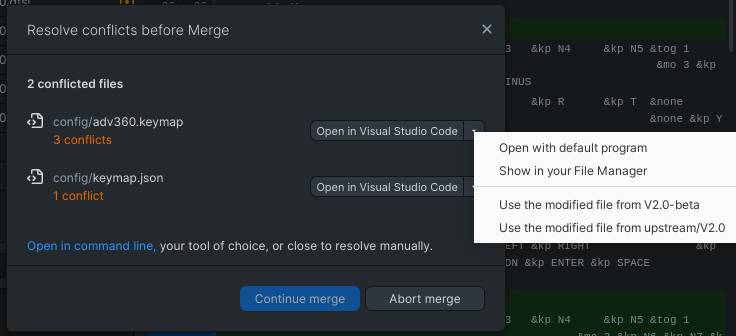 Resolve conflicts before Merge
3 &kp N4 &kp N5 &tog 1
&mo 3 &kp
INUS
2 conflicted files
&kp R &kp T &none
config/adv360.keymap
Open in Visual Studio Code
&none &kp Y
3 conflicts
Open with default program
Show in your File Manager
config/keymap.json
Open in Visual Studio Code
1 conflict
Use the modified file from V2.0-beta
Use the modified file from upstream/V2.0
Open in command line, your tool of choice, or close to resolve manually.
EFT &kp RIGHT &kp
ON &kp ENTER &kp SPACE
Continue merge
Abort merge
3 &kp N4 &kp N5 &tog 1